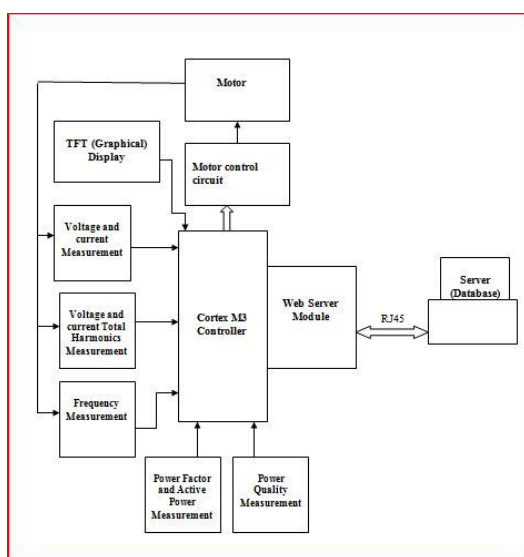 Motor
TFT (Graphical)
Display
Motor control
circuit
Voltage and
current
Measurement
Cortex M3
Controller
Web Server
Module
Server
(Database)
RJ45
Voltage and
current Total
Harmonics
Measurement
Frequency
Measurement
Power Factor
and Active
Power
Measurement
Power
Quality
Measurement